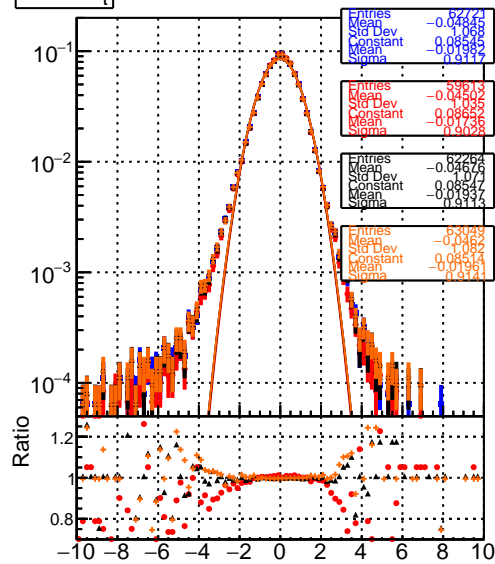 t
Entries 62721
Mean −0.04845
Std Dev 1.068
Constant 0.08545
Mean −0.01982
Sigma 0.9117
Entries 59613
Mean −0.04502
Std Dev 1.035
Constant 0.08652
Mean −0.01736
Sigma 0.9028
Entries 62264
Mean −0.04676
Std Dev 1.071
Constant 0.08547
Mean −0.01937
Sigma 0.9113
Entries 63049
Mean −0.0462
Std Dev 1.082
Constant 0.08514
Mean −0.01961
Sigma 0.9141
10−1
10−2
10−3
10−4
Ratio
1.2
1
0.8
−10 −8 −6 −4 −2 0 2 4 6 8 10